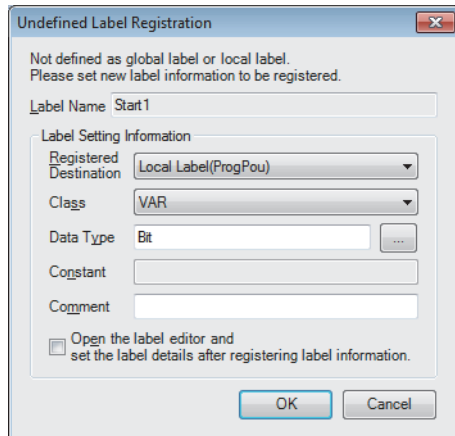 Undefined Label Registration
Not defined as global label or local label.
Please set new label information to be registered.
Label Name Start1
Label Setting Information
Registered
Destination Local Label(ProgPou)
Class VAR
Data Type Bit ...
Constant
Comment
Open the label editor and
set the label details after registering label information.
OK Cancel